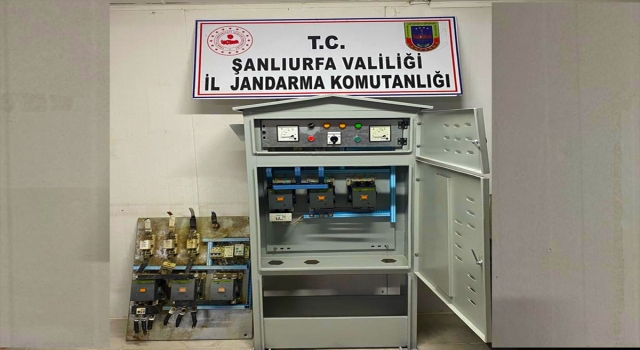 T.C.
ŞANLIURFA VALİLİĞİ
İL JANDARMA KOMUTANLIĞI